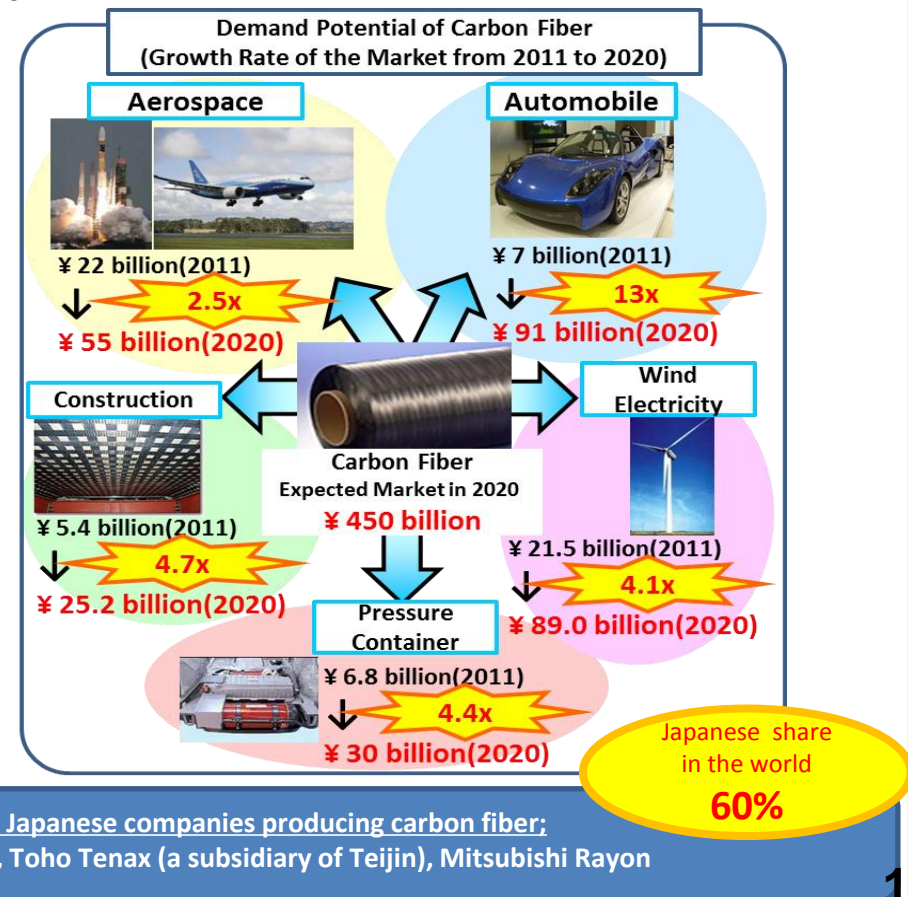 Demand Potential of Carbon Fiber
(Growth Rate of the Market from 2011 to 2020)
Aerospace
¥ 22 billion(2011)
↓
2.5x
¥ 55 billion(2020)
Automobile
¥ 7 billion(2011)
↓
13x
¥ 91 billion(2020)
Construction
¥ 5.4 billion(2011)
↓
4.7x
¥ 25.2 billion(2020)
Carbon Fiber
Expected Market in 2020
¥ 450 billion
Wind
Electricity
¥ 21.5 billion(2011)
↓
4.1x
¥ 89.0 billion(2020)
Pressure
Container
¥ 6.8 billion(2011)
↓
4.4x
¥ 30 billion(2020)
Japanese share
in the world
60%
Japanese companies producing carbon fiber;
, Toho Tenax (a subsidiary of Teijin), Mitsubishi Rayon
1